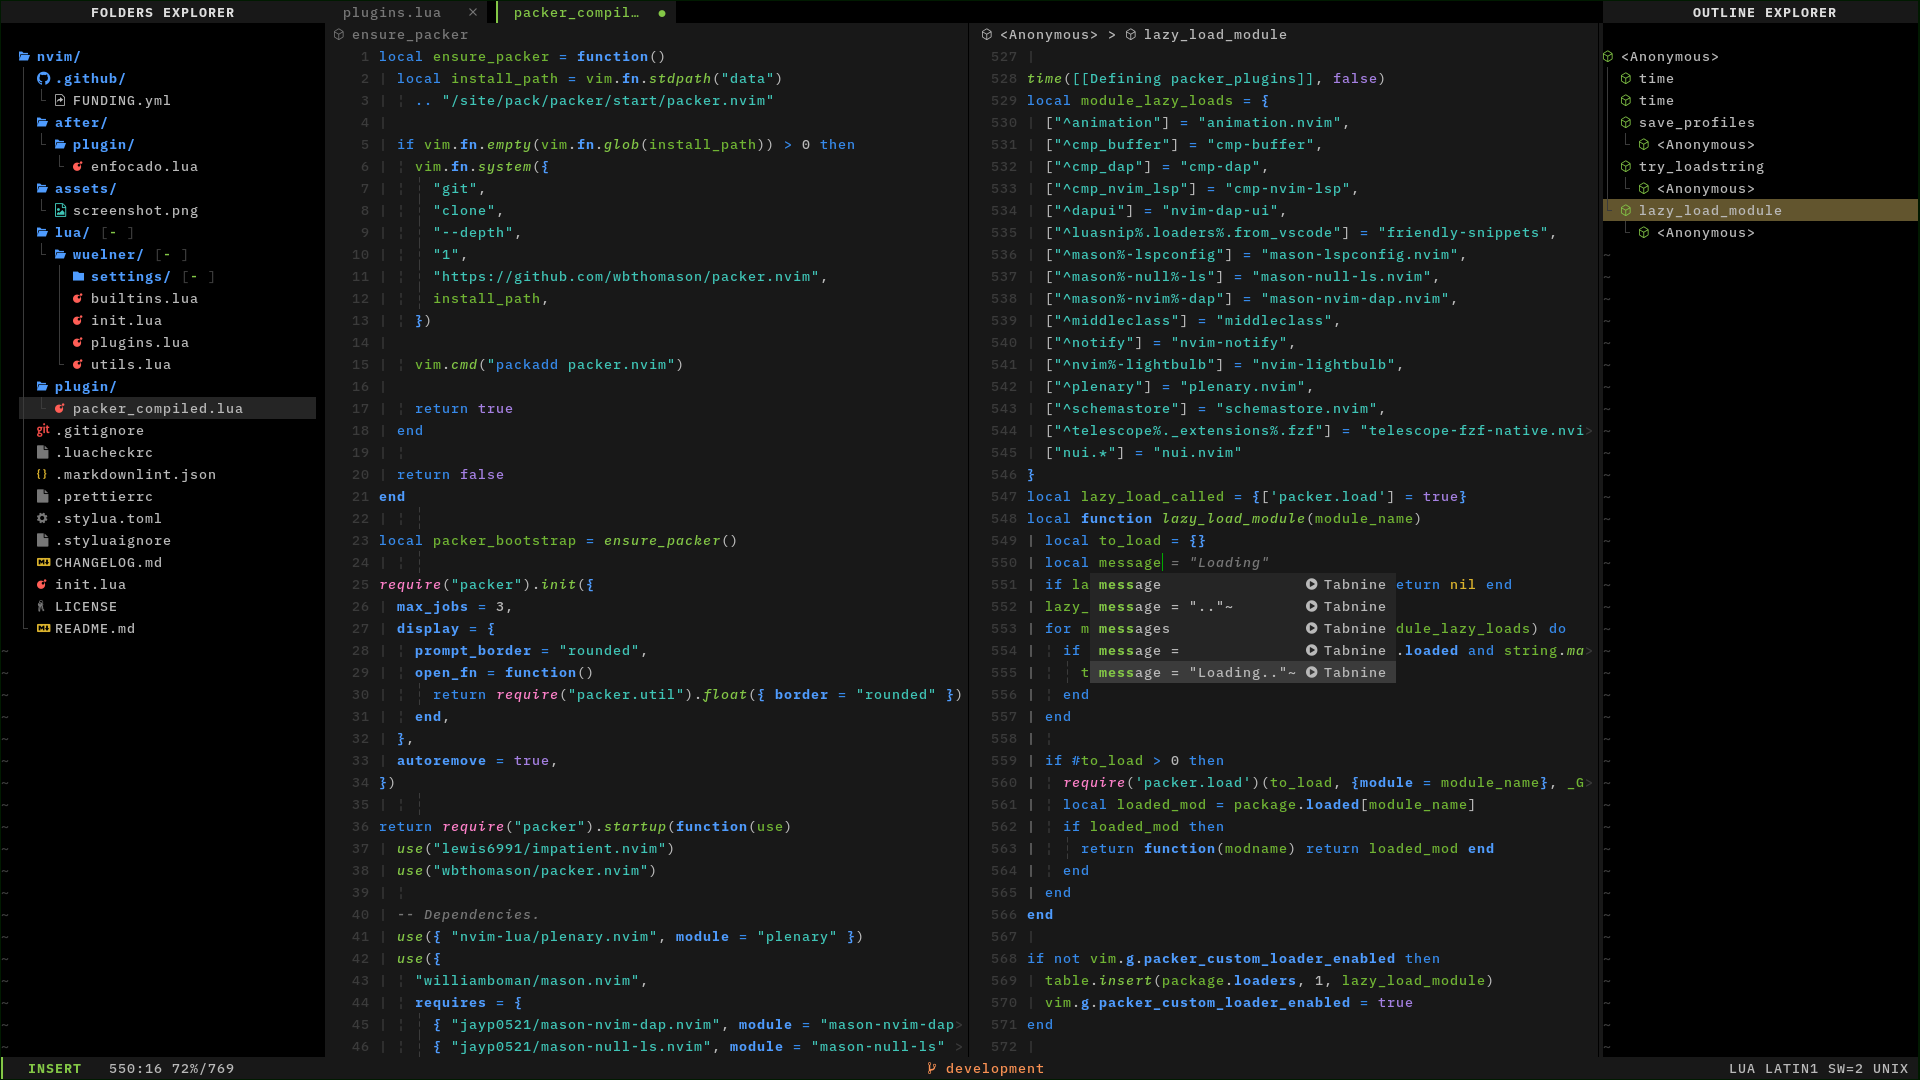 FOLDERS EXPLORER
nvim/
.github/
FUNDING.yml
after/
plugin/
enfocado.lua
assets/
screenshot.png
lua/ [- ]
wuelner/ [- ]
settings/ [- ]
builtins.lua
init.lua
plugins.lua
utils.lua
plugin/
packer_compiled.lua
git .gitignore
.luacheckrc
{} .markdownlint.json
.prettierrc
.stylua.toml
.styluaignore
CHANGELOG.md
init.lua
LICENSE
README.md
plugins.lua ×
packer_compil… ●
ensure_packer
1 local ensure_packer = function()
2 local install_path = vim.fn.stdpath("data")
3 .. "/site/pack/packer/start/packer.nvim"
4
5 if vim.fn.empty(vim.fn.glob(install_path)) > 0 then
6 vim.fn.system({
7 "git",
8 "clone",
9 "--depth",
10 "1",
11 "https://github.com/wbthomason/packer.nvim",
12 install_path,
13 })
14
15 vim.cmd("packadd packer.nvim")
16
17 return true
18 end
19
20 return false
21 end
22
23 local packer_bootstrap = ensure_packer()
24
25 require("packer").init({
26 max_jobs = 3,
27 display = {
28 prompt_border = "rounded",
29 open_fn = function()
30 return require("packer.util").float({ border = "rounded" })
31 end,
32 },
33 autoremove = true,
34 })
35
36 return require("packer").startup(function(use)
37 use("lewis6991/impatient.nvim")
38 use("wbthomason/packer.nvim")
39
40 -- Dependencies.
41 use({ "nvim-lua/plenary.nvim", module = "plenary" })
42 use({
43 "williamboman/mason.nvim",
44 requires = {
45 { "jayp0521/mason-nvim-dap.nvim", module = "mason-nvim-dap>
46 { "jayp0521/mason-null-ls.nvim", module = "mason-null-ls" >
<Anonymous> > lazy_load_module
527
528 time([[Defining packer_plugins]], false)
529 local module_lazy_loads = {
530 ["^animation"] = "animation.nvim",
531 ["^cmp_buffer"] = "cmp-buffer",
532 ["^cmp_dap"] = "cmp-dap",
533 ["^cmp_nvim_lsp"] = "cmp-nvim-lsp",
534 ["^dapui"] = "nvim-dap-ui",
535 ["^luasnip%.loaders%.from_vscode"] = "friendly-snippets",
536 ["^mason%-lspconfig"] = "mason-lspconfig.nvim",
537 ["^mason%-null%-ls"] = "mason-null-ls.nvim",
538 ["^mason%-nvim%-dap"] = "mason-nvim-dap.nvim",
539 ["^middleclass"] = "middleclass",
540 ["^notify"] = "nvim-notify",
541 ["^nvim%-lightbulb"] = "nvim-lightbulb",
542 ["^plenary"] = "plenary.nvim",
543 ["^schemastore"] = "schemastore.nvim",
544 ["^telescope%._extensions%.fzf"] = "telescope-fzf-native.nvi>
545 ["nui.*"] = "nui.nvim"
546 }
547 local lazy_load_called = {['packer.load'] = true}
548 local function lazy_load_module(module_name)
549 local to_load = {}
550 local message = "Loading"
551 if la message Tabnine eturn nil end
552 lazy_ message = ".."~ Tabnine
553 for m messages Tabnine dule_lazy_loads) do
554 if message = Tabnine .loaded and string.ma>
555 t message = "Loading.."~ Tabnine
556 end
557 end
558
559 if #to_load > 0 then
560 require('packer.load')(to_load, {module = module_name}, _G>
561 local loaded_mod = package.loaded[module_name]
562 if loaded_mod then
563 return function(modname) return loaded_mod end
564 end
565 end
566 end
567
568 if not vim.g.packer_custom_loader_enabled then
569 table.insert(package.loaders, 1, lazy_load_module)
570 vim.g.packer_custom_loader_enabled = true
571 end
572
OUTLINE EXPLORER
<Anonymous>
time
time
save_profiles
<Anonymous>
try_loadstring
<Anonymous>
lazy_load_module
<Anonymous>
INSERT 550:16 72%/769
development
LUA LATIN1 SW=2 UNIX